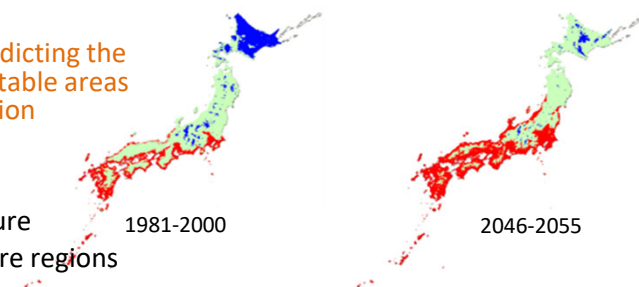 dicting the
table areas
ion
ure
re regions
1981-2000
2046-2055